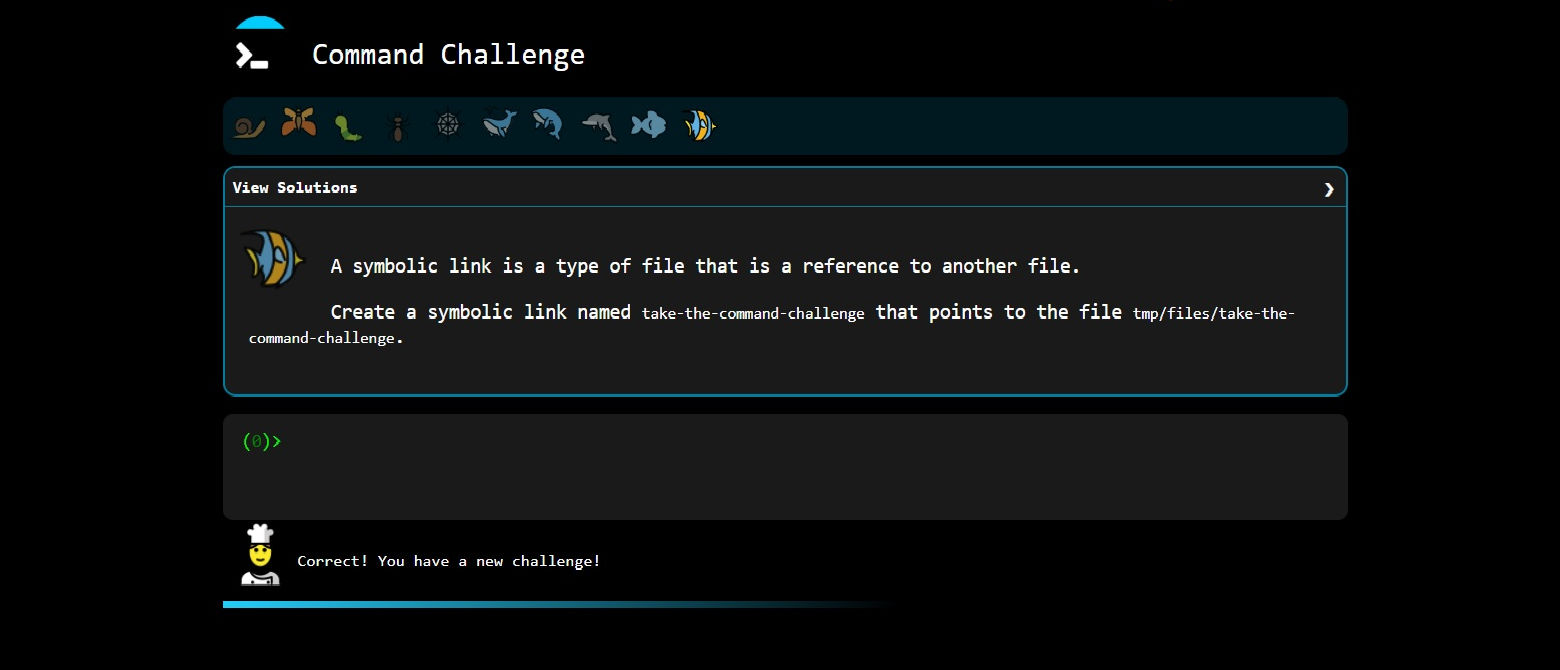 Command Challenge
View Solutions
A symbolic link is a type of file that is a reference to another file.
Create a symbolic link named take-the-command-challenge that points to the file tmp/files/take-the-
command-challenge.
(0)>
Correct! You have a new challenge!